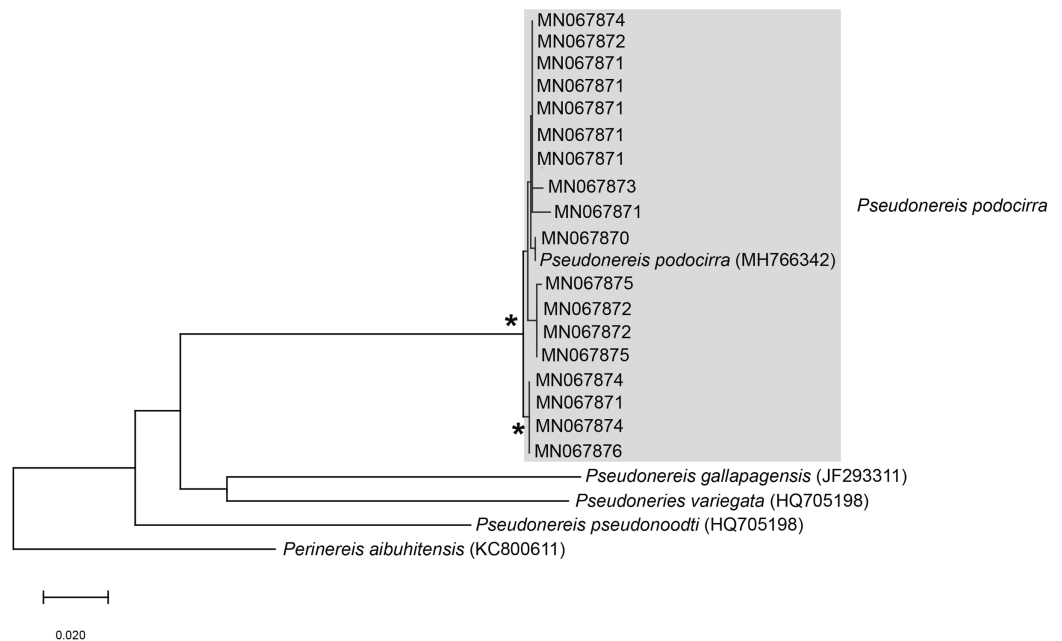 MN067874
MN067872
MN067871
MN067871
MN067871
MN067871
MN067871
MN067873
MN067871
Pseudonereis podocirra
MN067870
Pseudonereis podocirra (MH766342)
MN067875
MN067872
MN067872
MN067875
*
MN067874
MN067871
MN067874
*
MN067876
Pseudonereis gallapagensis (JF293311)
Pseudoneries variegata (HQ705198)
Pseudonereis pseudonoodti (HQ705198)
Perinereis aibuhitensis (KC800611)
0.020